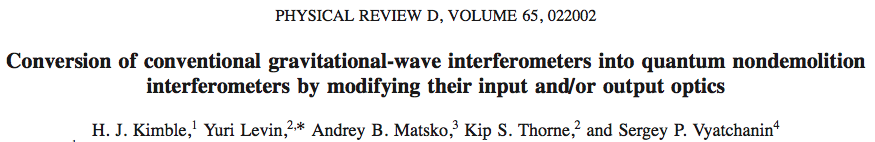 PHYSICAL REVIEW D, VOLUME 65, 022002
Conversion of conventional gravitational-wave interferometers into quantum nondemolition
interferometers by modifying their input and/or output optics
H. J. Kimble,¹ Yuri Levin,²,* Andrey B. Matsko,³ Kip S. Thorne,² and Sergey P. Vyatchanin⁴